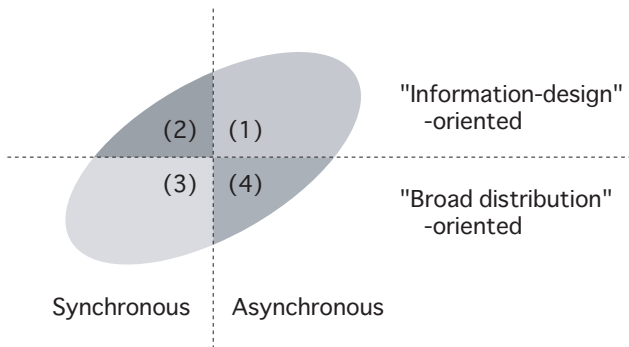 "Information-design"
-oriented
(2) (1)
(3) (4)
"Broad distribution"
-oriented
Synchronous Asynchronous